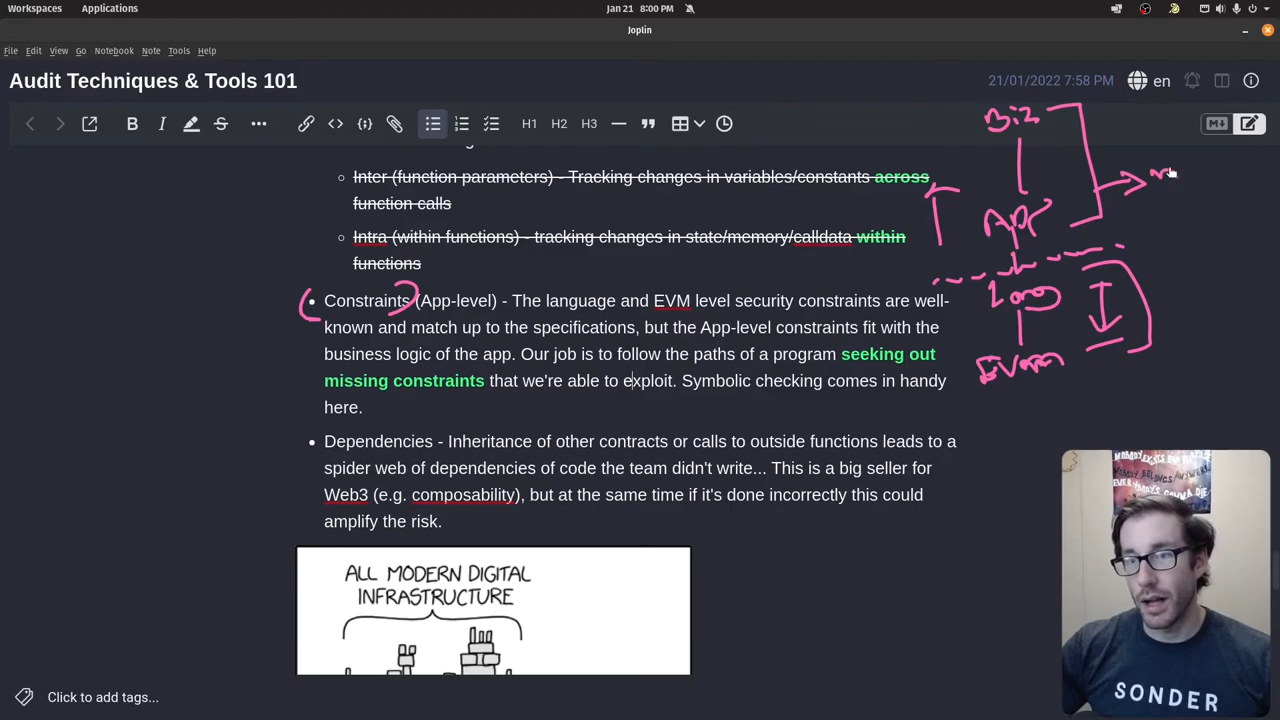 Workspaces Applications Jan 21 8:00 PM
Joplin
File Edit View Go Notebook Note Tools Help
Audit Techniques & Tools 101 21/01/2022 7:58 PM en
B I S H1 H2 H3
Biz
Inter (function parameters) - Tracking changes in variables/constants across
function calls
APP
Intra (within functions) - tracking changes in state/memory/calldata within
functions
Lang
Constraints (App-level) - The language and EVM level security constraints are well-
known and match up to the specifications, but the App-level constraints fit with the
business logic of the app. Our job is to follow the paths of a program seeking out
EVM
missing constraints that we're able to exploit. Symbolic checking comes in handy
here.
Dependencies - Inheritance of other contracts or calls to outside functions leads to a
spider web of dependencies of code the team didn't write... This is a big seller for
Web3 (e.g. composability), but at the same time if it's done incorrectly this could
amplify the risk.
ALL MODERN DIGITAL
INFRASTRUCTURE
SONDER
Click to add tags...